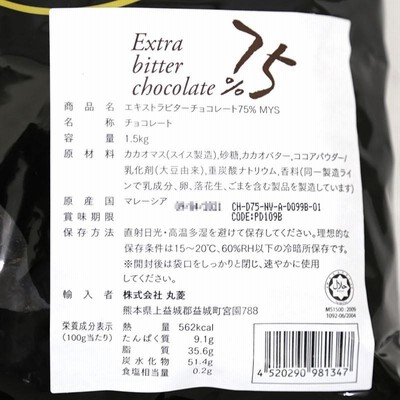 Extra
bitter
chocolate
75%
商品名 エキストラビターチョコレート75% MYS
名称 チョコレート
容量 1.5kg
原材料 カカオマス(スイス製造),砂糖,カカオバター,ココアパウダー/
乳化剤(大豆由来),重炭酸ナトリウム,香料(同一製造ライ
ンで乳成分、卵、落花生、ごまを含む製品を製造しています)
原産国 マレーシア
賞味期限 09/04/2021
CH-D75-NV-A-0099B-01
CODE:PD109B
保存方法 直射日光・高温多湿を避けて保存してください。理想的な
保存条件は15~20℃、60%RH以下の冷暗所保存です。
※開封後は袋口をしっかりと閉じ、速やかに使用
してください。
輸入者 株式会社 丸菱
熊本県上益城郡益城町宮園788
MS1500:2009
1092-06/2004
栄養成分表示
(100g当たり)
熱量 562kcal
たんぱく質 9.1g
脂質 35.6g
炭水化物 51.4g
食塩相当量 0.2g
4 520290 981347